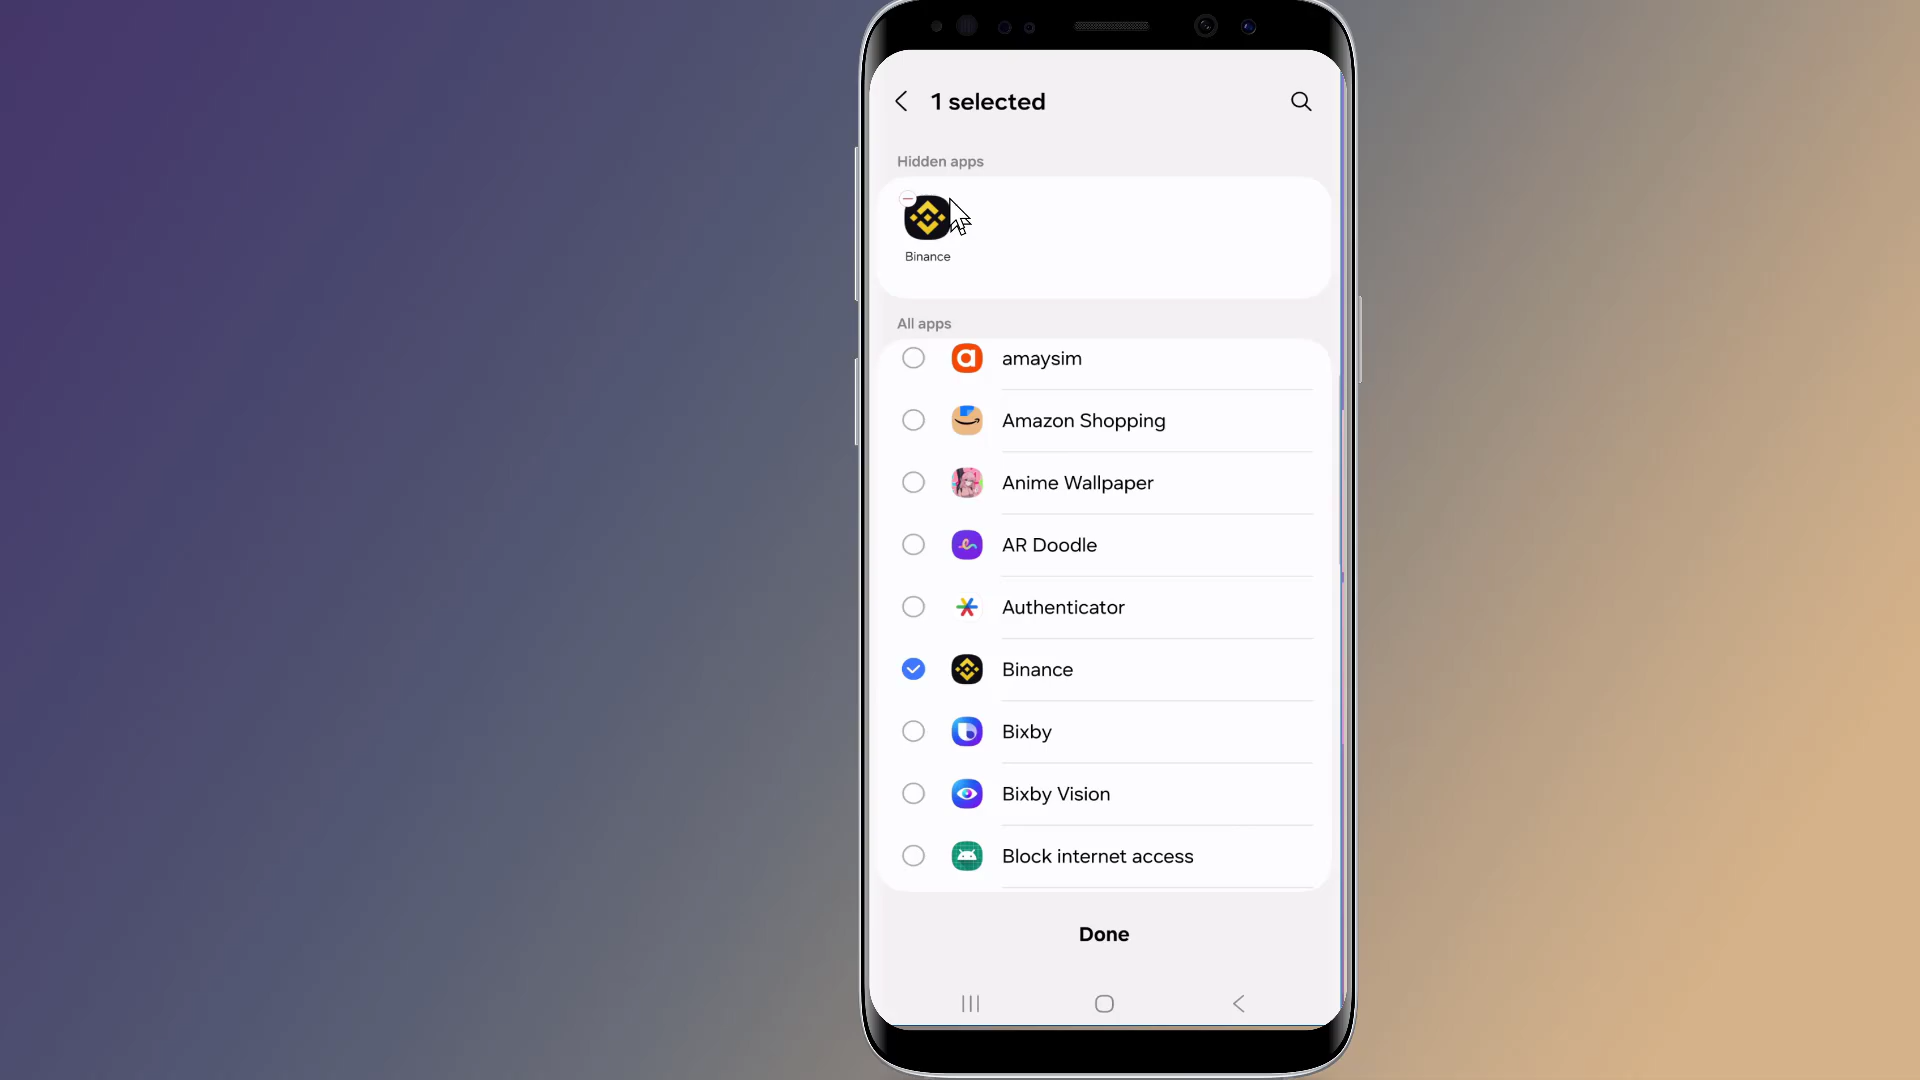 1 selected
Hidden apps
Binance
All apps
amaysim
Amazon Shopping
Anime Wallpaper
AR Doodle
Authenticator
Binance
Bixby
Bixby Vision
Block internet access
Done